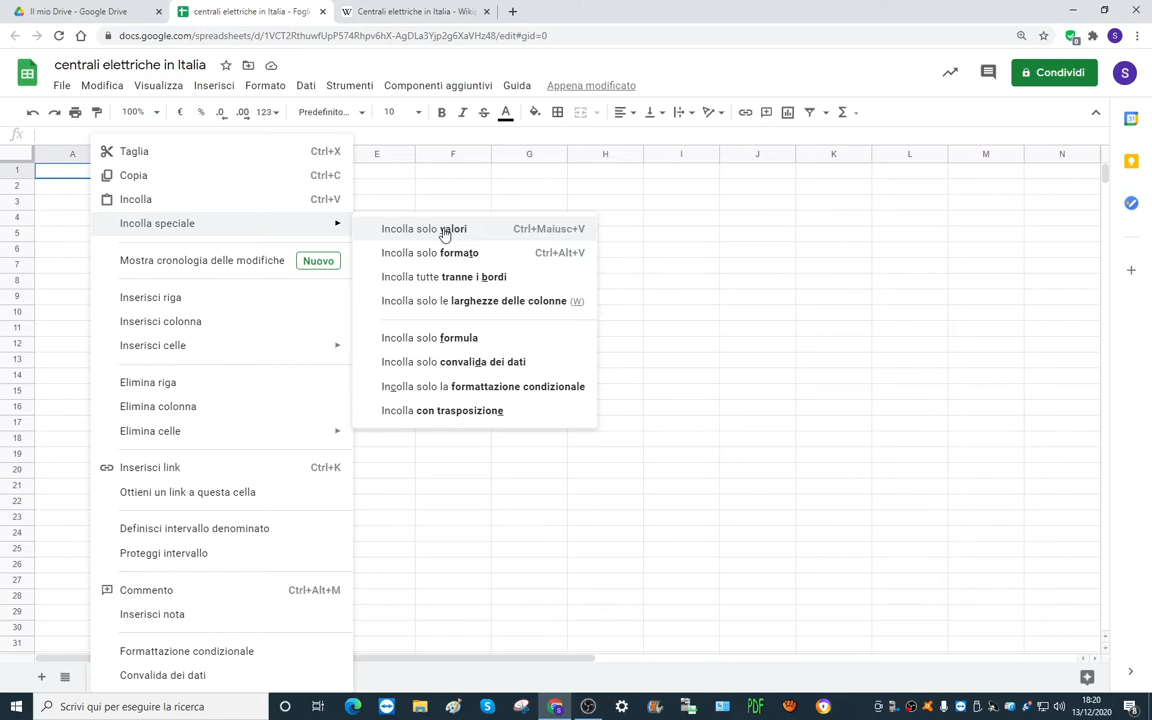 Il mio Drive - Google Drive
centrali elettriche in Italia - Fogli
Centrali elettriche in Italia - Wiki
docs.google.com/spreadsheets/d/1VCT2RthuwfUpP574Rhpv6hX-AgDLa3Yjp2g6XaVHz48/edit#gid=0
S
centrali elettriche in Italia
File Modifica Visualizza Inserisci Formato Dati Strumenti Componenti aggiuntivi Guida Appena modificato
Condividi
S
100% € % .0 .00 123 Predefinito... 10 B I S A Σ
fx
A E F G H I J K L M N
1
2
3
4
5
6
7
8
9
10
11
12
13
14
15
16
17
18
19
20
21
22
23
24
25
26
27
28
29
30
31
Taglia Ctrl+X
Copia Ctrl+C
Incolla Ctrl+V
Incolla speciale
Mostra cronologia delle modifiche Nuovo
Inserisci riga
Inserisci colonna
Inserisci celle
Elimina riga
Elimina colonna
Elimina celle
Inserisci link Ctrl+K
Ottieni un link a questa cella
Definisci intervallo denominato
Proteggi intervallo
Commento Ctrl+Alt+M
Inserisci nota
Formattazione condizionale
Convalida dei dati
Incolla solo valori Ctrl+Maiusc+V
Incolla solo formato Ctrl+Alt+V
Incolla tutte tranne i bordi
Incolla solo le larghezze delle colonne (W)
Incolla solo formula
Incolla solo convalida dei dati
Incolla solo la formattazione condizionale
Incolla con trasposizione
Scrivi qui per eseguire la ricerca
PDF
18:20
13/12/2020